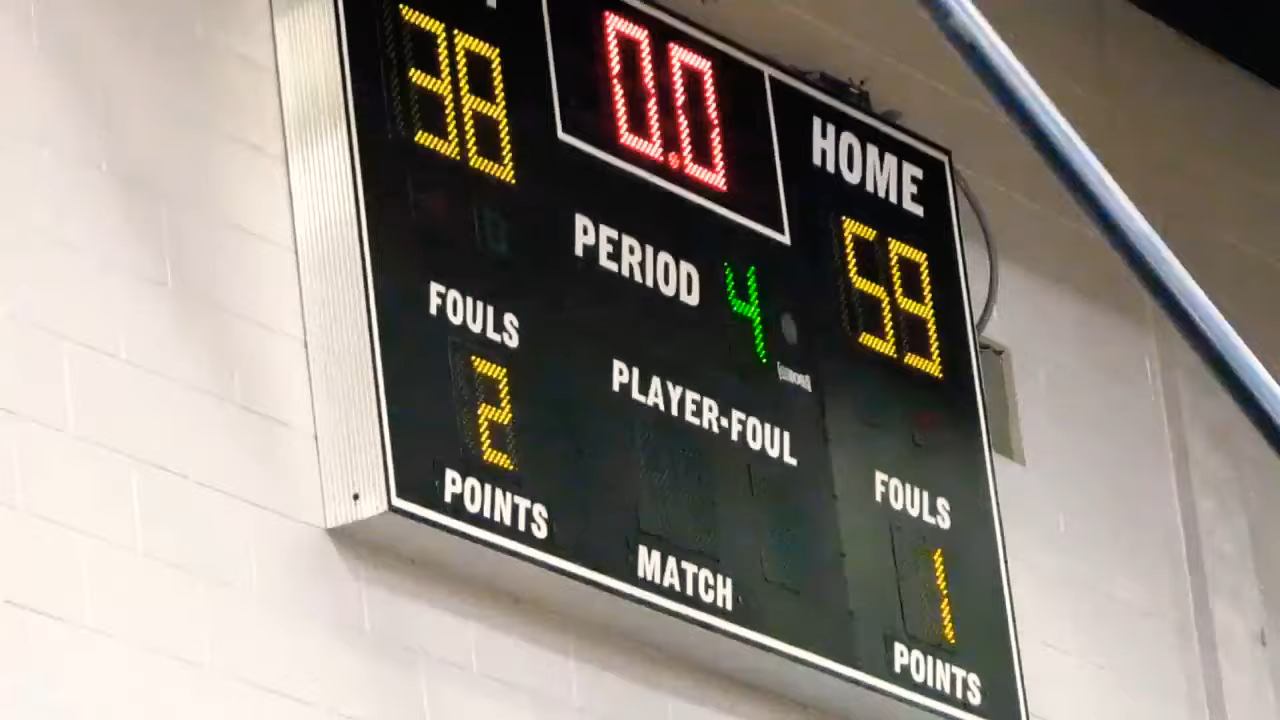 38
0.0
HOME
59
PERIOD 4
FOULS
2
POINTS
PLAYER-FOUL
MATCH
FOULS
1
POINTS